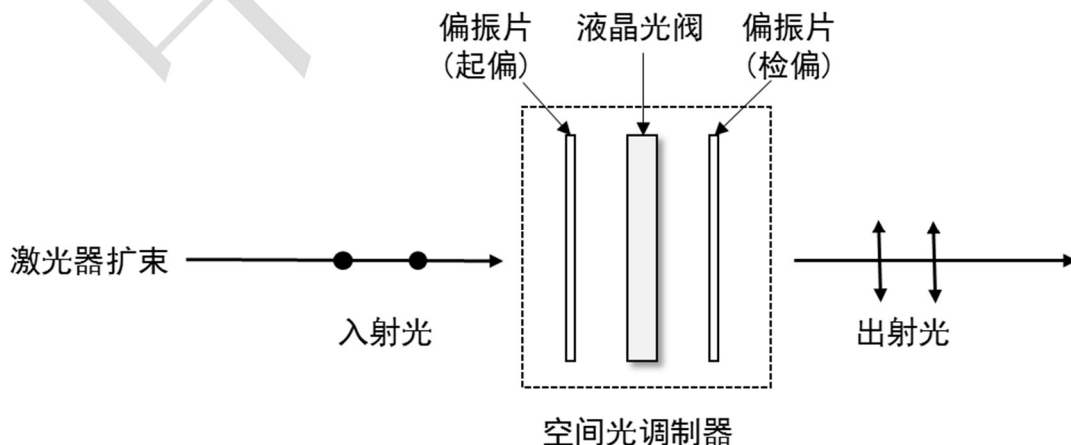 偏振片
(起偏)
液晶光阀
偏振片
(检偏)
激光器扩束
入射光
出射光
空间光调制器